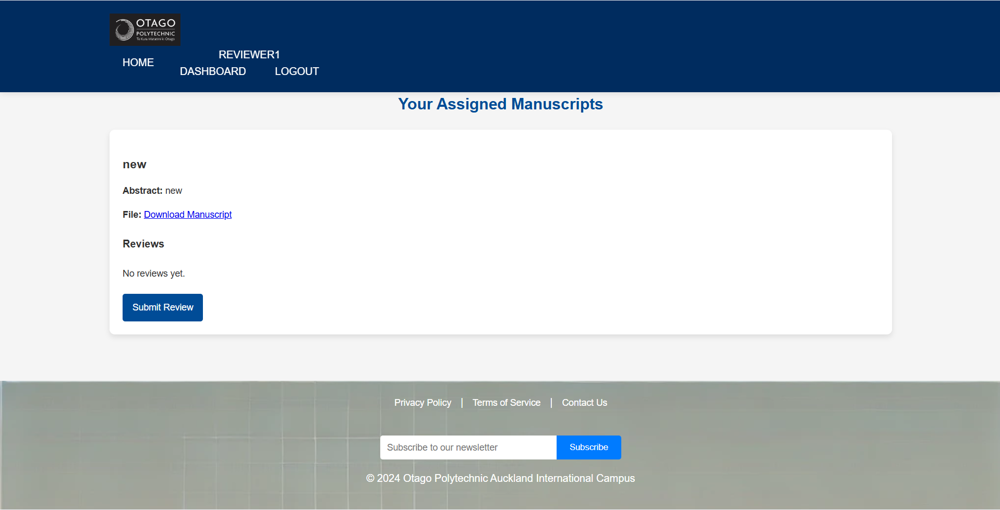 OTAGO
POLYTECHNIC
Te Kura Matatini ki Otago
HOME
REVIEWER1
DASHBOARD
LOGOUT
Your Assigned Manuscripts
new
Abstract: new
File: Download Manuscript
Reviews
No reviews yet.
Submit Review
Privacy Policy | Terms of Service | Contact Us
Subscribe to our newsletter Subscribe
© 2024 Otago Polytechnic Auckland International Campus